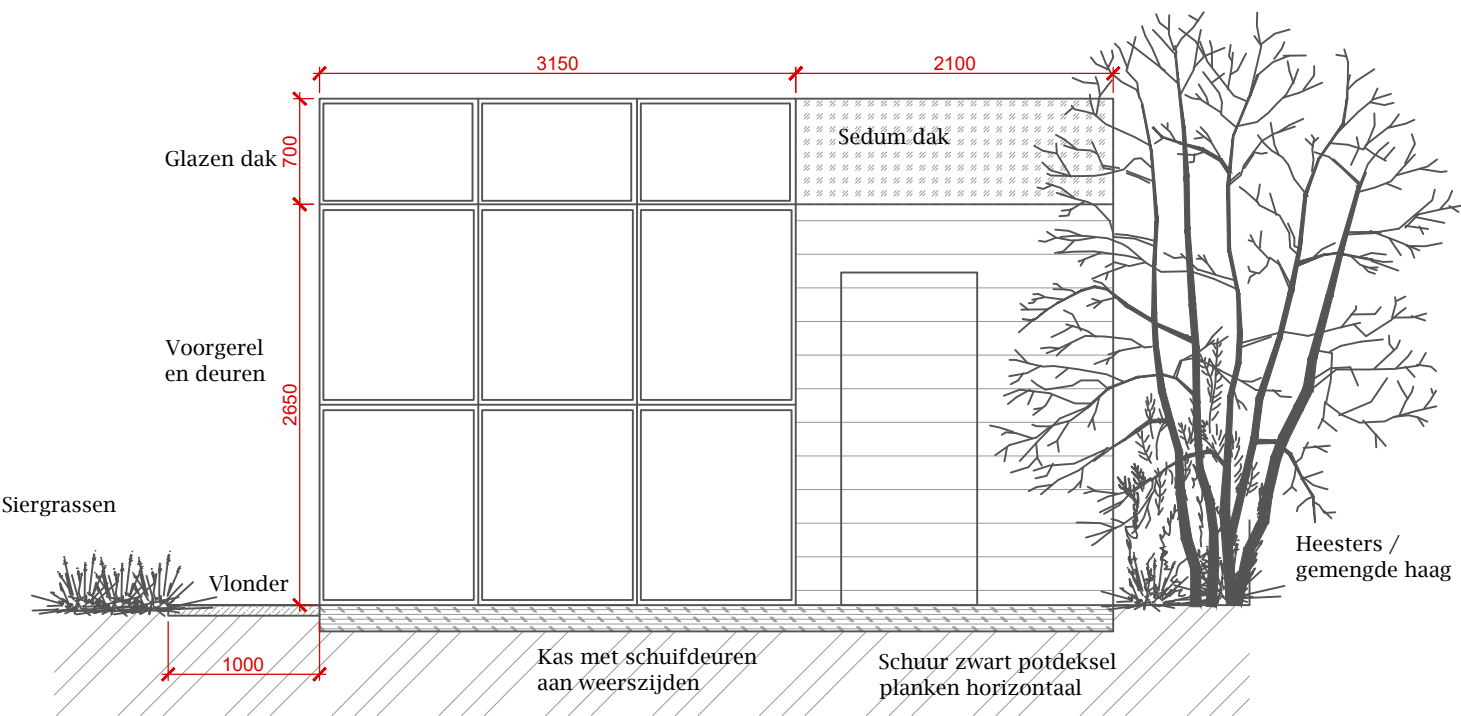 3150
2100
Sedum dak
Glazen dak
700
Voorgerel
en deuren
2650
Siergrassen
Vlonder
Heesters /
gemengde haag
1000
Kas met schuifdeuren
aan weerszijden
Schuur zwart potdeksel
planken horizontaal